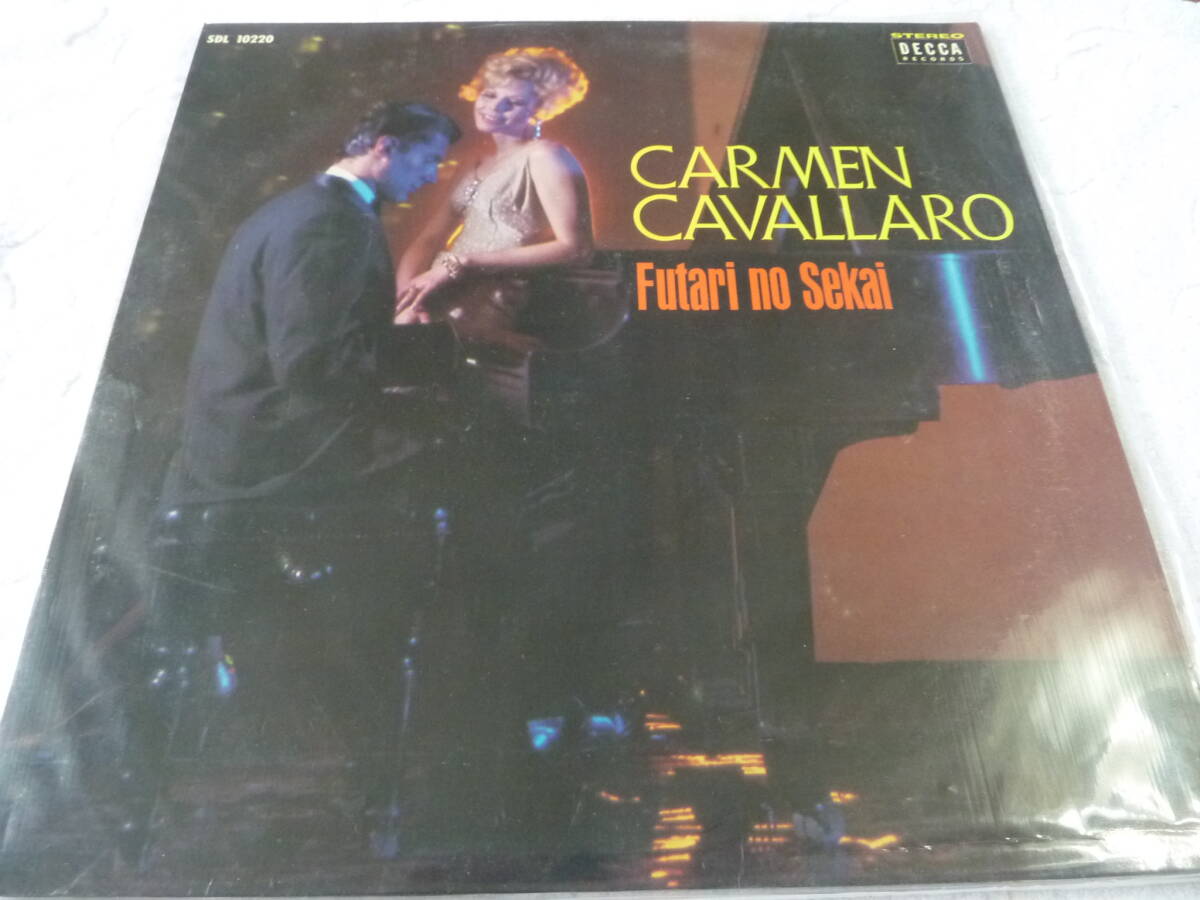 SDL 10220
STEREO
DECCA
RECORDS
CARMEN
CAVALLARO
Futari no Sekai